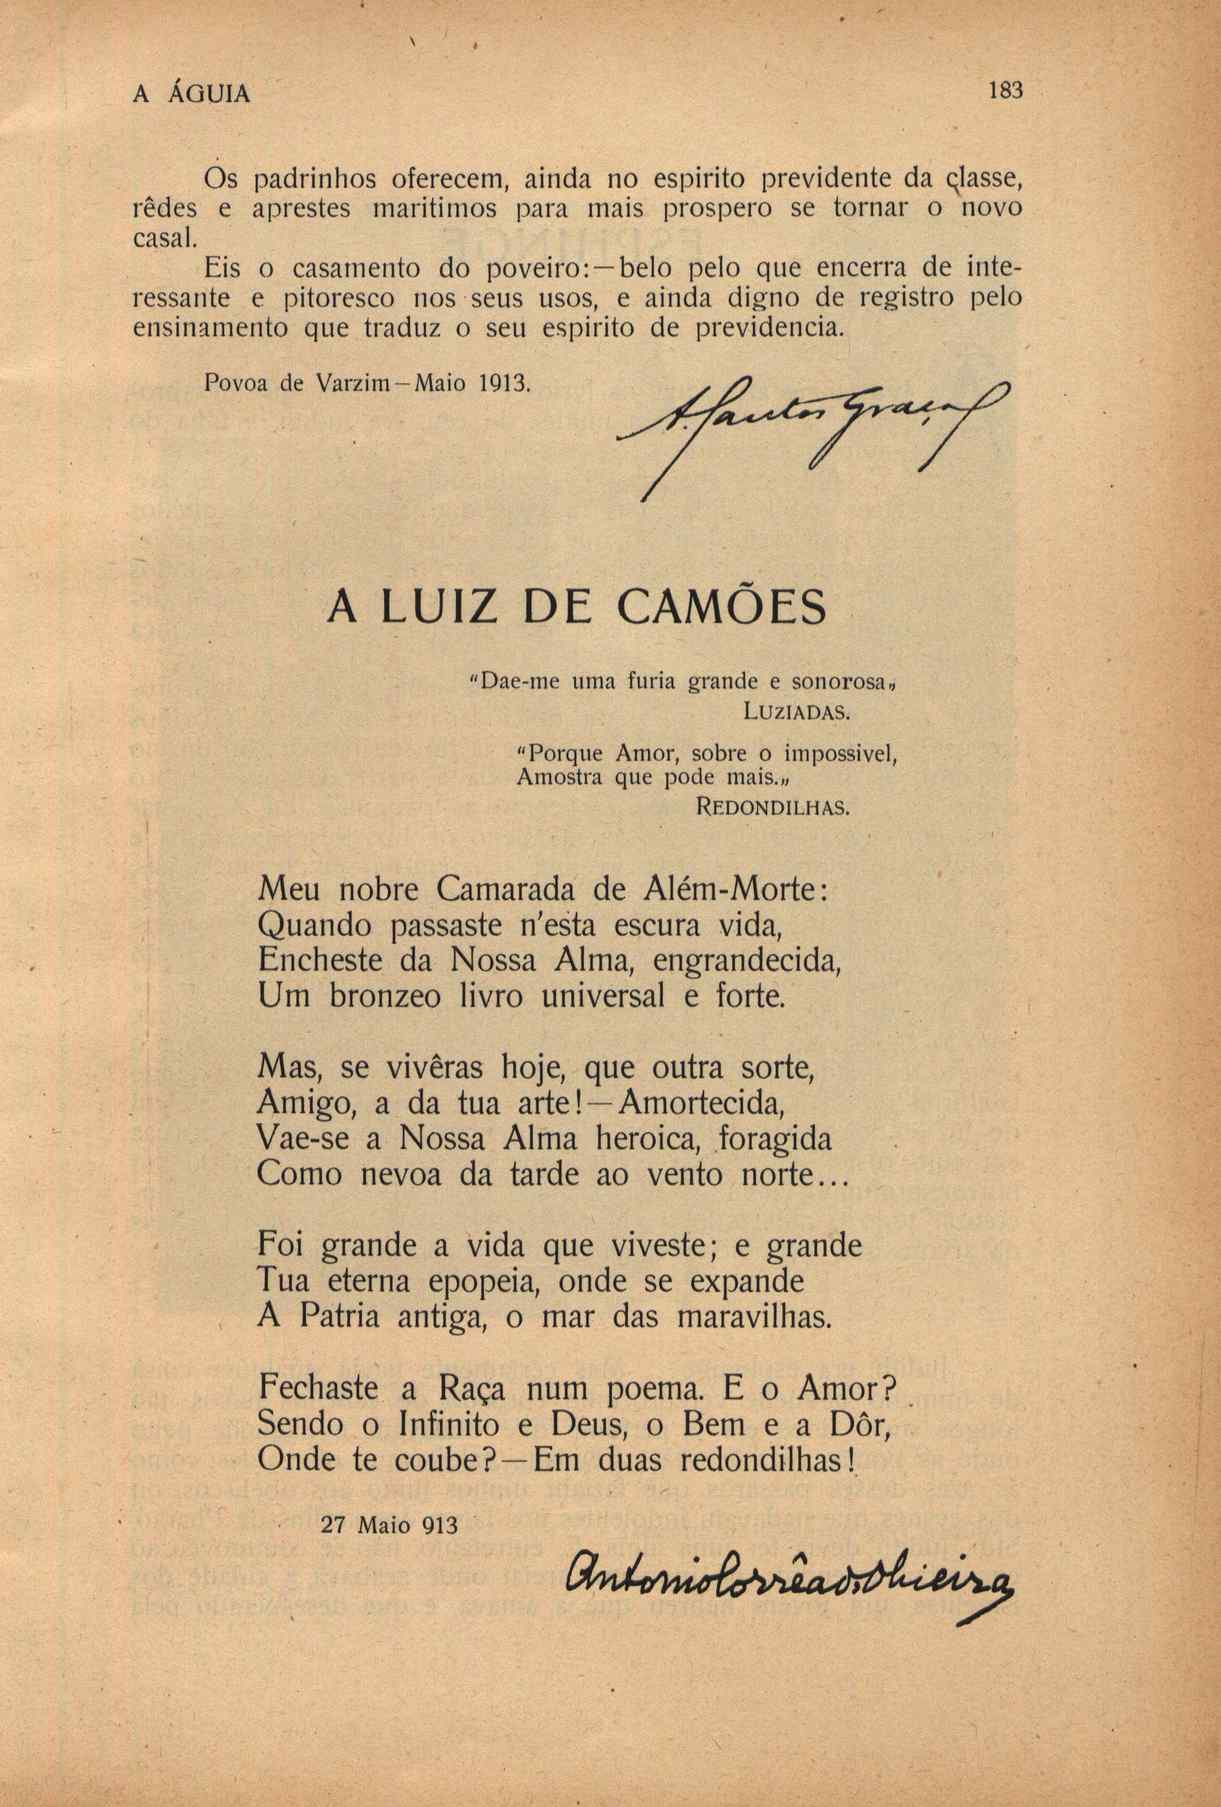 A ÁGUIA 183
Os padrinhos oferecem, ainda no espirito previdente da classe,
rêdes e aprestes maritimos para mais prospero se tornar o novo
casal.
Eis o casamento do poveiro:—belo pelo que encerra de inte-
ressante e pitoresco nos seus usos, e ainda digno de registro pelo
ensinamento que traduz o seu espirito de previdencia.
Povoa de Varzim—Maio 1913.
A. Santos Graça
A LUIZ DE CAMÕES
“Dae-me uma furia grande e sonorosa„
LUZIADAS.
“Porque Amor, sobre o impossivel,
Amostra que pode mais.„
REDONDILHAS.
Meu nobre Camarada de Além-Morte:
Quando passaste n'esta escura vida,
Encheste da Nossa Alma, engrandecida,
Um bronzeo livro universal e forte.
Mas, se vivêras hoje, que outra sorte,
Amigo, a da tua arte!—Amortecida,
Vae-se a Nossa Alma heroica, foragida
Como nevoa da tarde ao vento norte...
Foi grande a vida que viveste; e grande
Tua eterna epopeia, onde se expande
A Patria antiga, o mar das maravilhas.
Fechaste a Raça num poema. E o Amor?
Sendo o Infinito e Deus, o Bem e a Dôr,
Onde te coube?—Em duas redondilhas!
27 Maio 913
Antonio Corrêa d'Oliveira